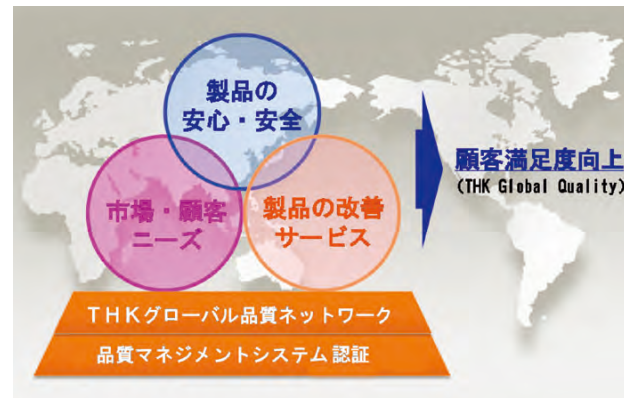 製品の
安心・安全
市場・顧客
ニーズ
製品の改善
サービス
顧客満足度向上
(THK Global Quality)
THKグローバル品質ネットワーク
品質マネジメントシステム 認証